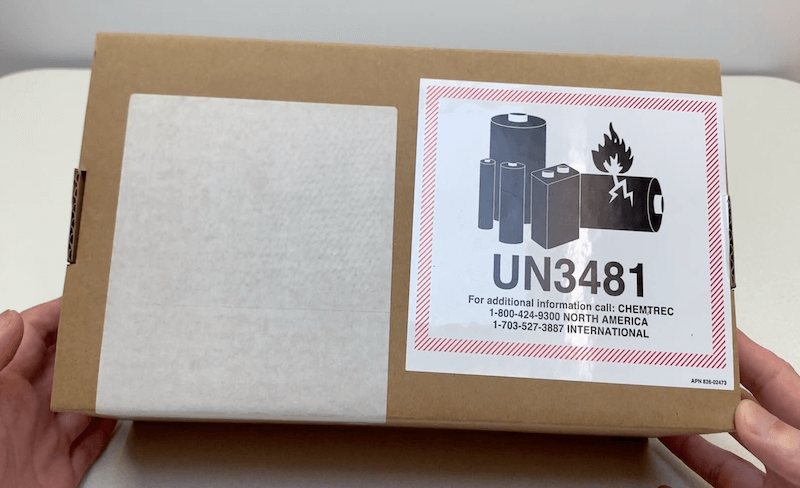 UN3481
For additional information call: CHEMTREC
1-800-424-9300 NORTH AMERICA
1-703-527-3887 INTERNATIONAL
APN 826-02473